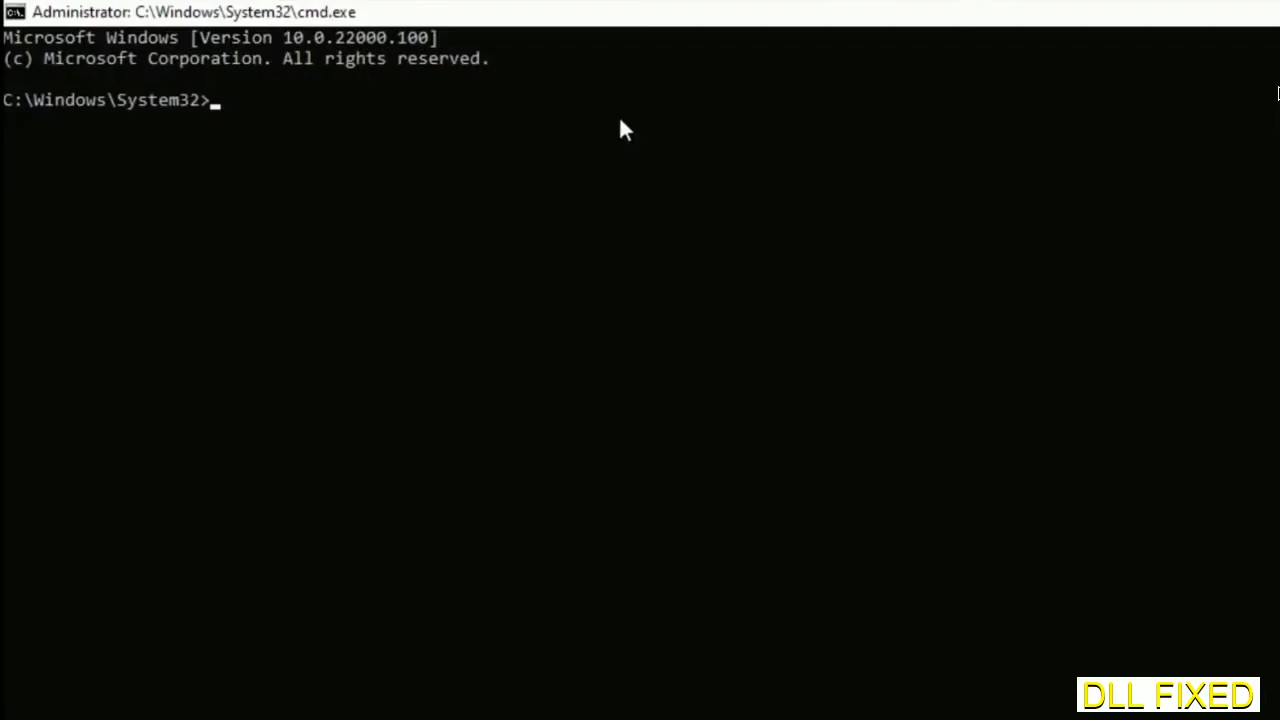 Administrator: C:\Windows\System32\cmd.exe
Microsoft Windows [Version 10.0.22000.100]
(c) Microsoft Corporation. All rights reserved.
C:\Windows\System32>
DLL FIXED